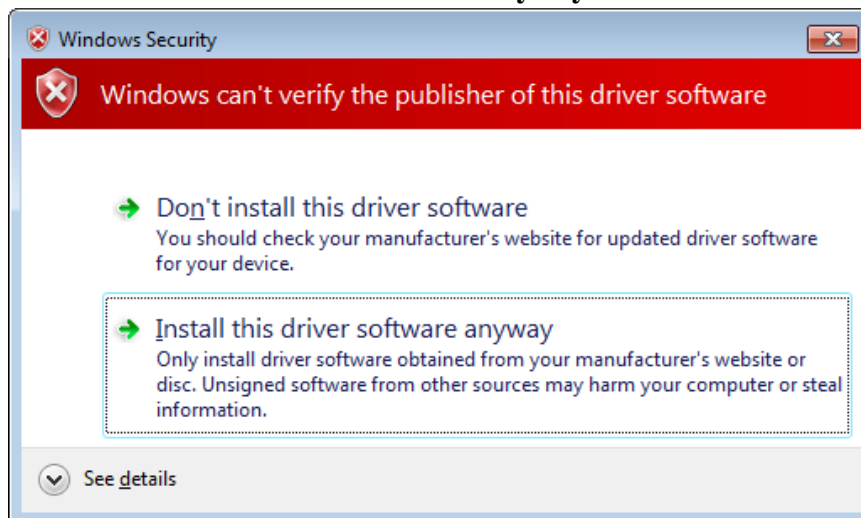 Windows Security
Windows can't verify the publisher of this driver software
Don't install this driver software
You should check your manufacturer's website for updated driver software
for your device.
Install this driver software anyway
Only install driver software obtained from your manufacturer's website or
disc. Unsigned software from other sources may harm your computer or steal
information.
See details